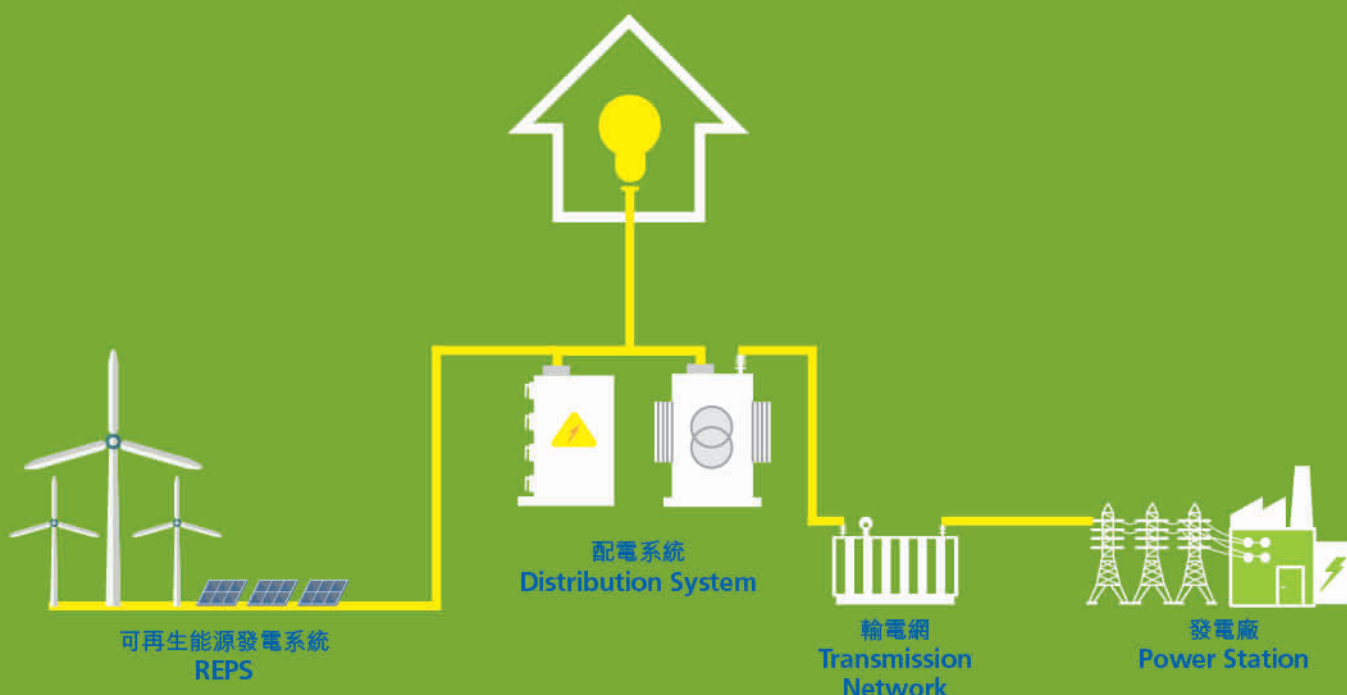 配電系統
Distribution System
可再生能源發電系統
REPS
輸電網
Transmission
Network
發電廠
Power Station